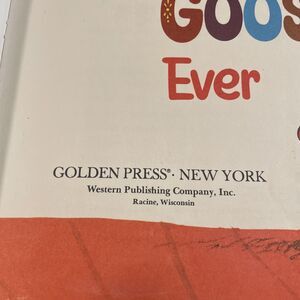 GOOS
Ever
GOLDEN PRESS® · NEW YORK
Western Publishing Company, Inc.
Racine, Wisconsin